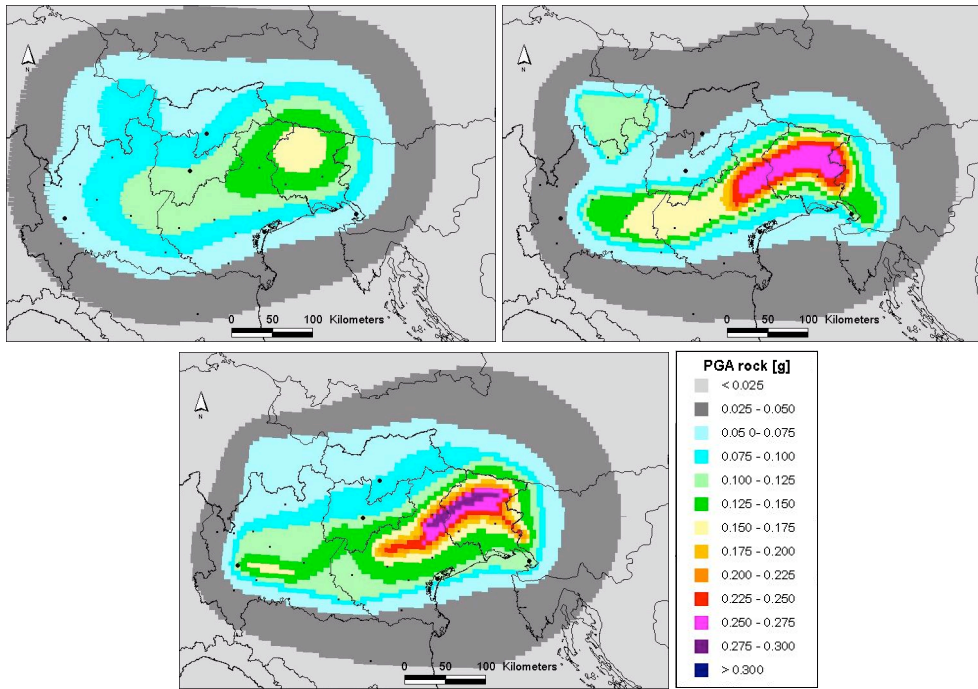 N
0 50 100 Kilometers
N
0 50 100 Kilometers
N
0 50 100 Kilometers
PGA rock [g]
< 0.025
0.025 - 0.050
0.05 0- 0.075
0.075 - 0.100
0.100 - 0.125
0.125 - 0.150
0.150 - 0.175
0.175 - 0.200
0.200 - 0.225
0.225 - 0.250
0.250 - 0.275
0.275 - 0.300
> 0.300